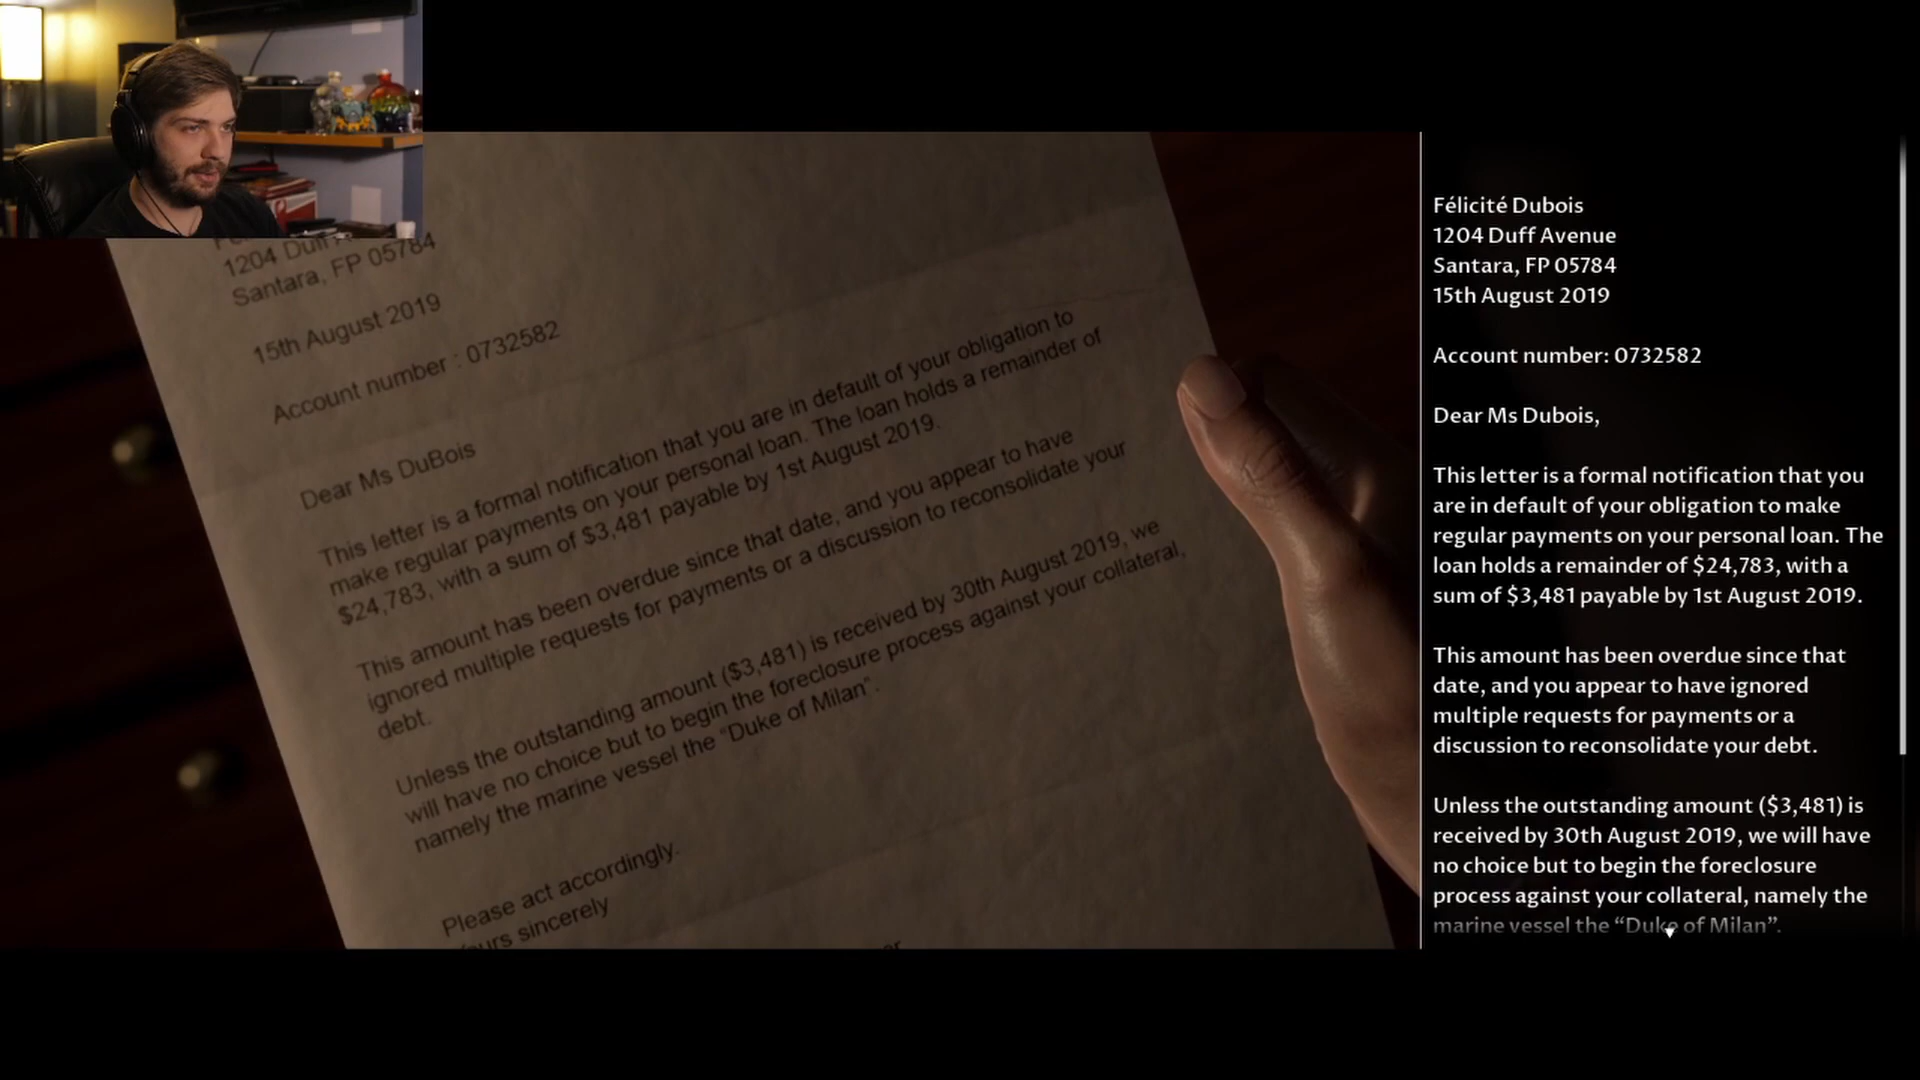 1204 Duff
Santara, FP 05784
15th August 2019
Account number : 0732582
Dear Ms DuBois
This letter is a formal notification that you are in default of your obligation to
make regular payments on your personal loan. The loan holds a remainder of
$24,783, with a sum of $3,481 payable by 1st August 2019.
This amount has been overdue since that date, and you appear to have
ignored multiple requests for payments or a discussion to reconsolidate your
debt.
Unless the outstanding amount ($3,481) is received by 30th August 2019, we
will have no choice but to begin the foreclosure process against your collateral,
namely the marine vessel the “Duke of Milan”.
Please act accordingly.
Yours sincerely
Félicité Dubois
1204 Duff Avenue
Santara, FP 05784
15th August 2019
Account number: 0732582
Dear Ms Dubois,
This letter is a formal notification that you
are in default of your obligation to make
regular payments on your personal loan. The
loan holds a remainder of $24,783, with a
sum of $3,481 payable by 1st August 2019.
This amount has been overdue since that
date, and you appear to have ignored
multiple requests for payments or a
discussion to reconsolidate your debt.
Unless the outstanding amount ($3,481) is
received by 30th August 2019, we will have
no choice but to begin the foreclosure
process against your collateral, namely the
marine vessel the “Duke of Milan”.